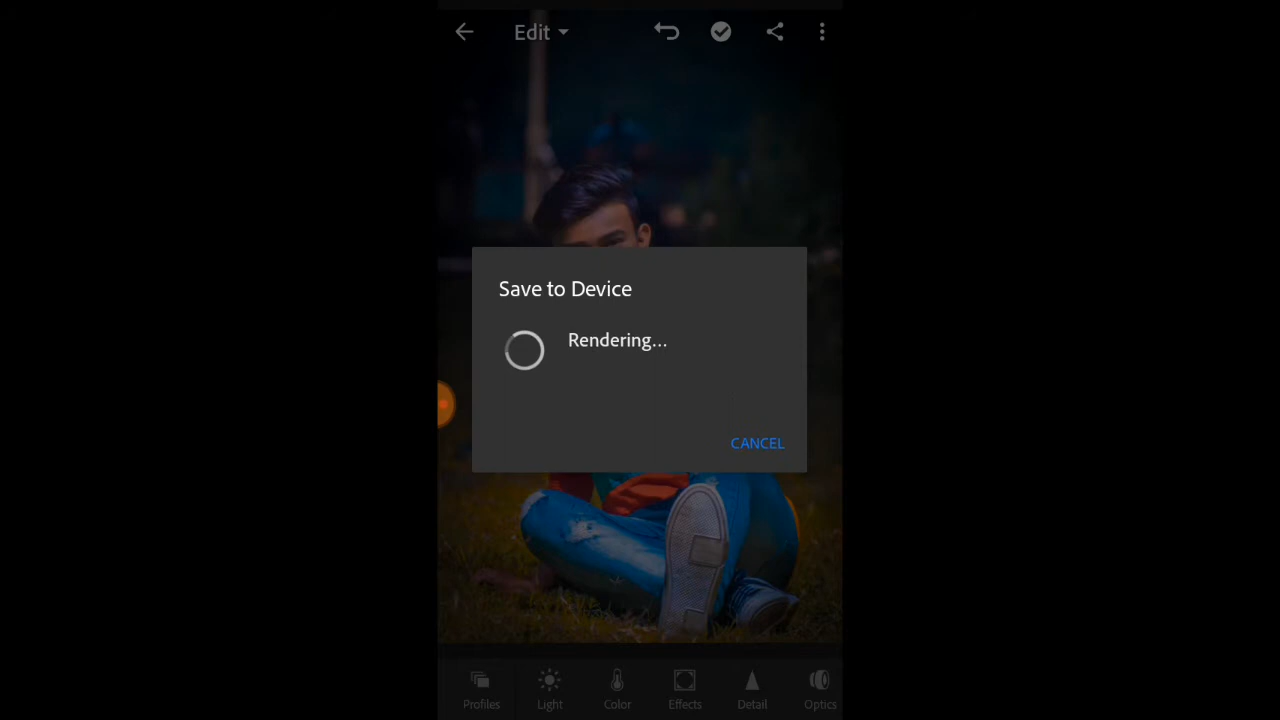 Edit
Save to Device
Rendering...
CANCEL
Profiles Light Color Effects Detail Optics